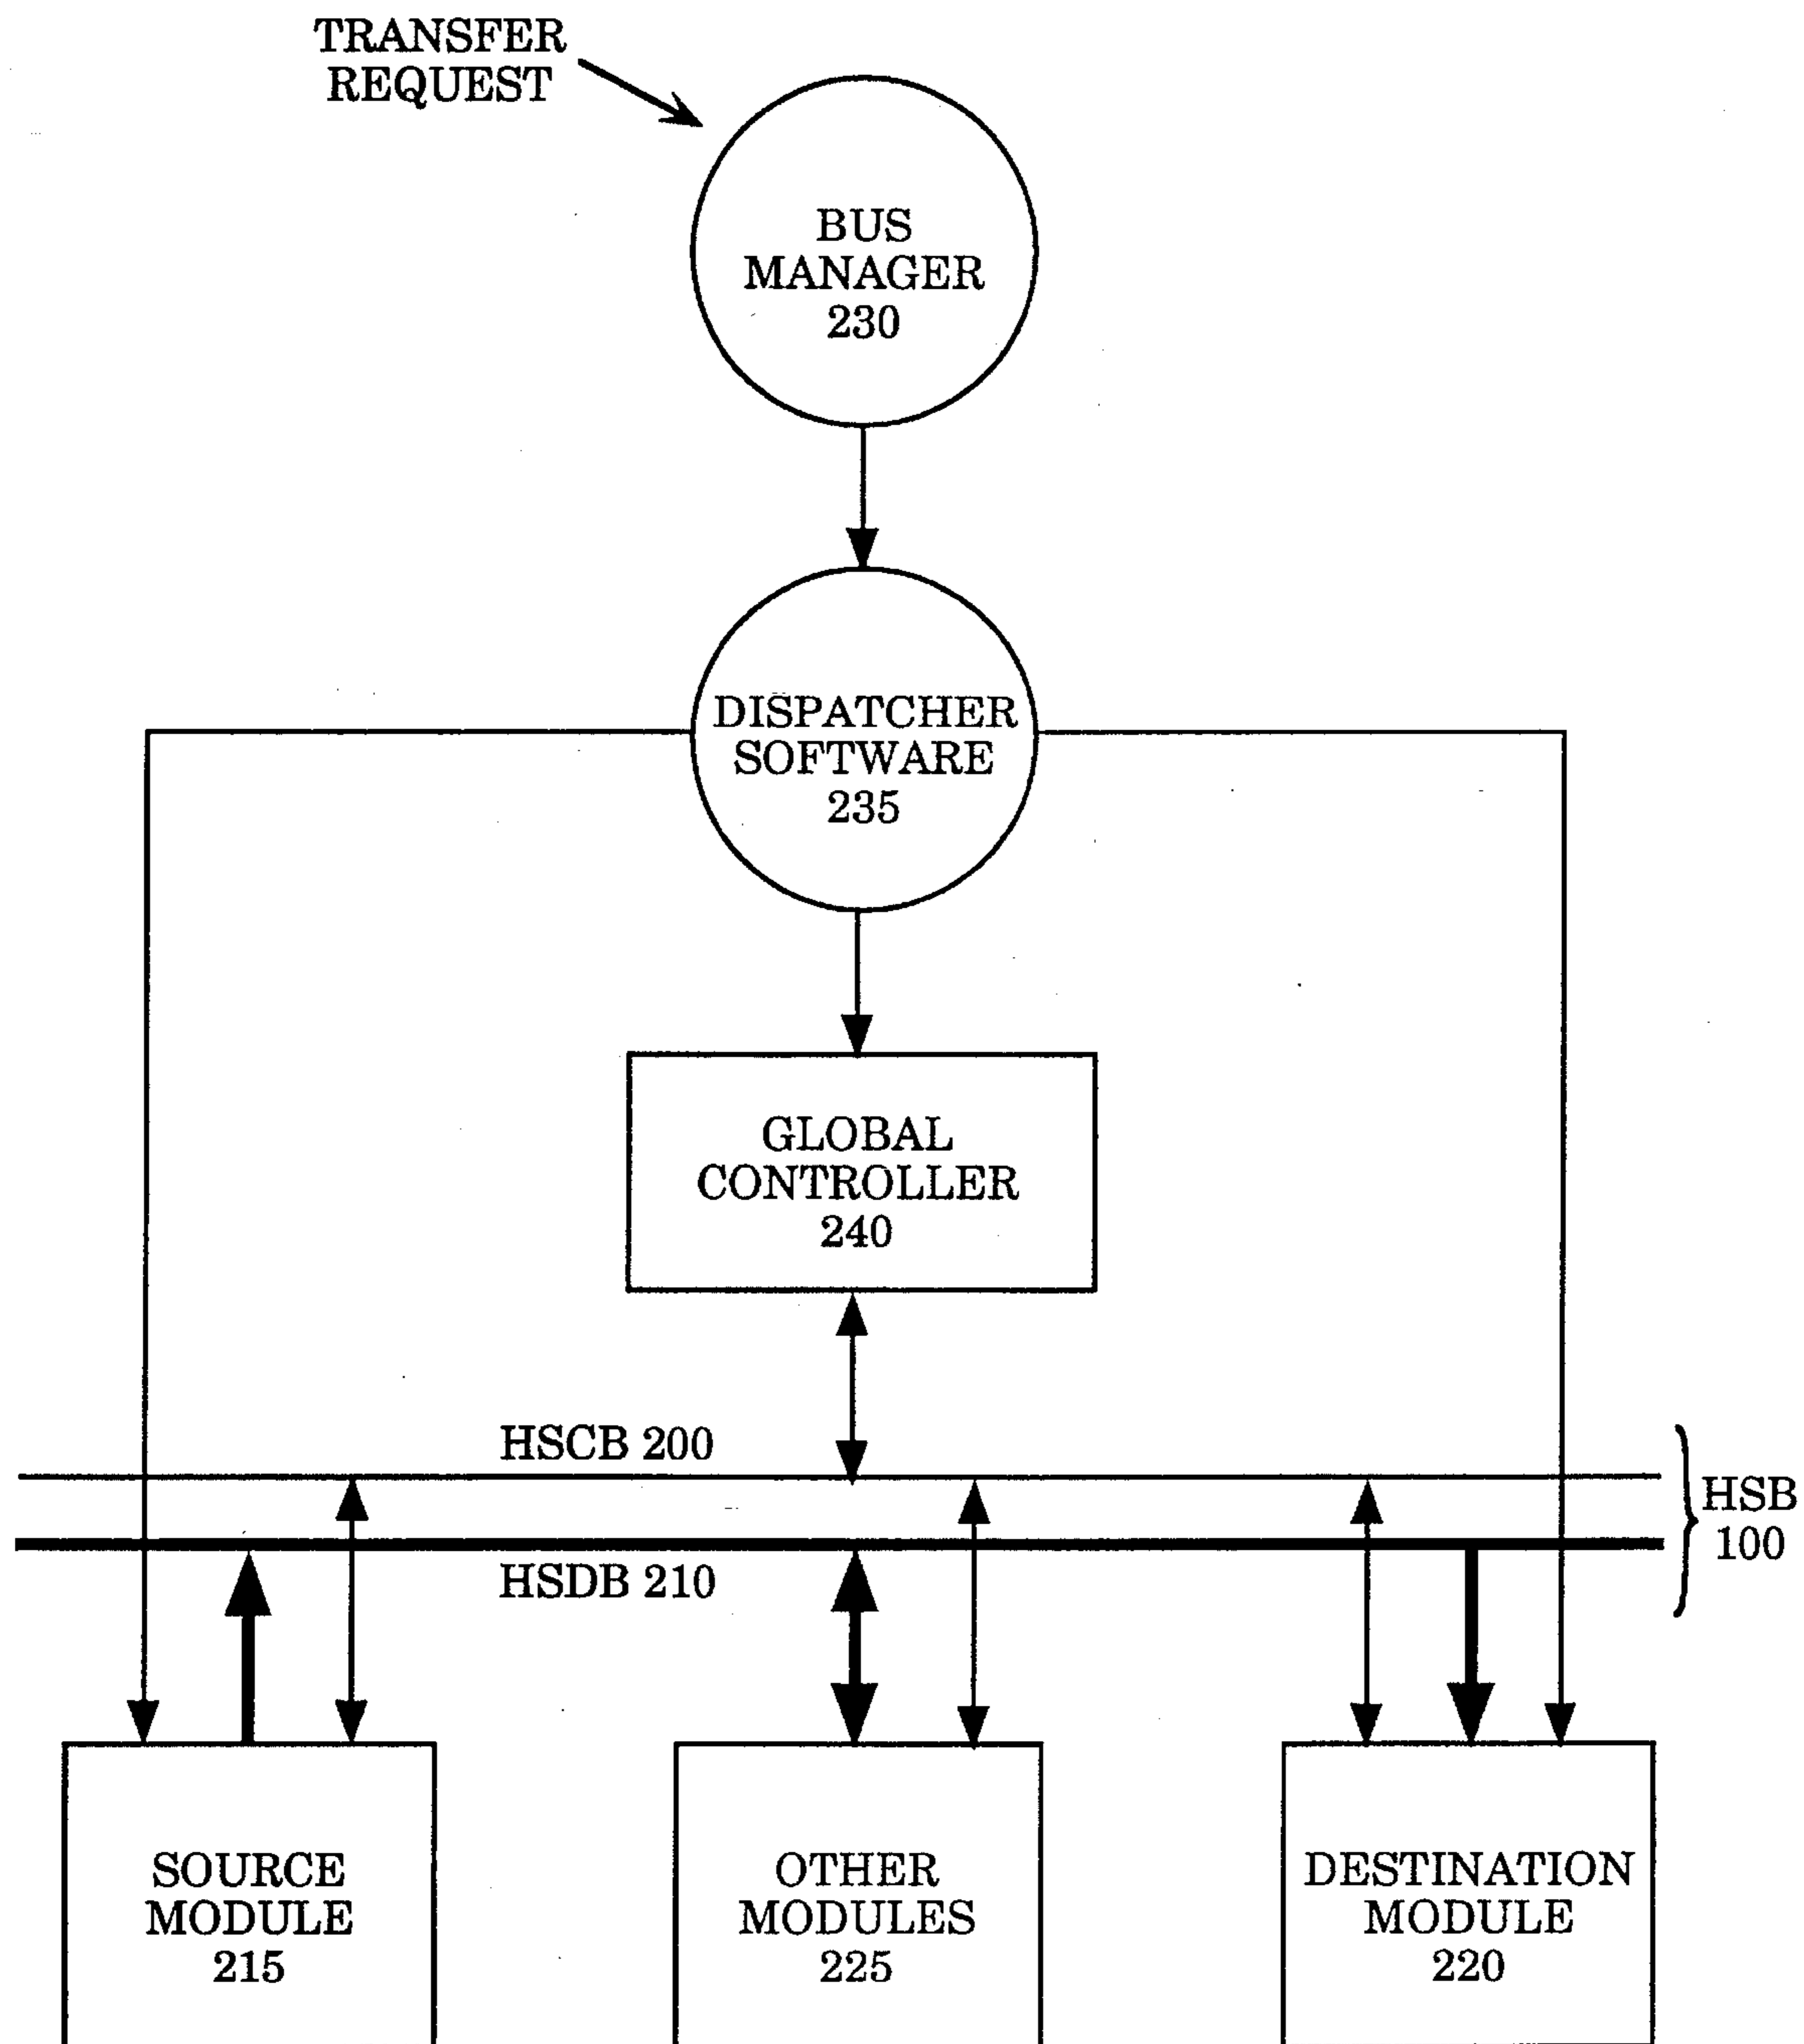 TRANSFER
REQUEST
BUS
MANAGER
230
DISPATCHER
SOFTWARE
235
GLOBAL
CONTROLLER
240
HSCB 200
HSB
100
HSDB 210
SOURCE
MODULE
215
OTHER
MODULES
225
DESTINATION
MODULE
220